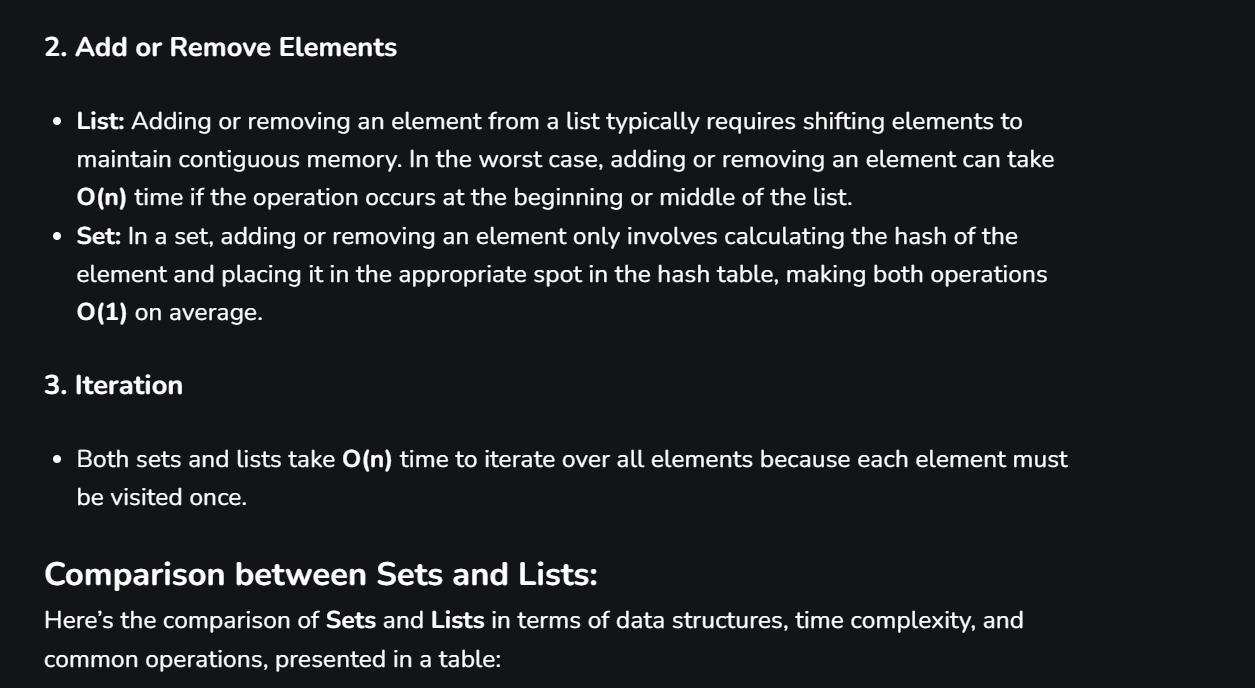 2. Add or Remove Elements
• List: Adding or removing an element from a list typically requires shifting elements to
maintain contiguous memory. In the worst case, adding or removing an element can take
O(n) time if the operation occurs at the beginning or middle of the list.
• Set: In a set, adding or removing an element only involves calculating the hash of the
element and placing it in the appropriate spot in the hash table, making both operations
O(1) on average.
3. Iteration
• Both sets and lists take O(n) time to iterate over all elements because each element must
be visited once.
Comparison between Sets and Lists:
Here’s the comparison of Sets and Lists in terms of data structures, time complexity, and
common operations, presented in a table: